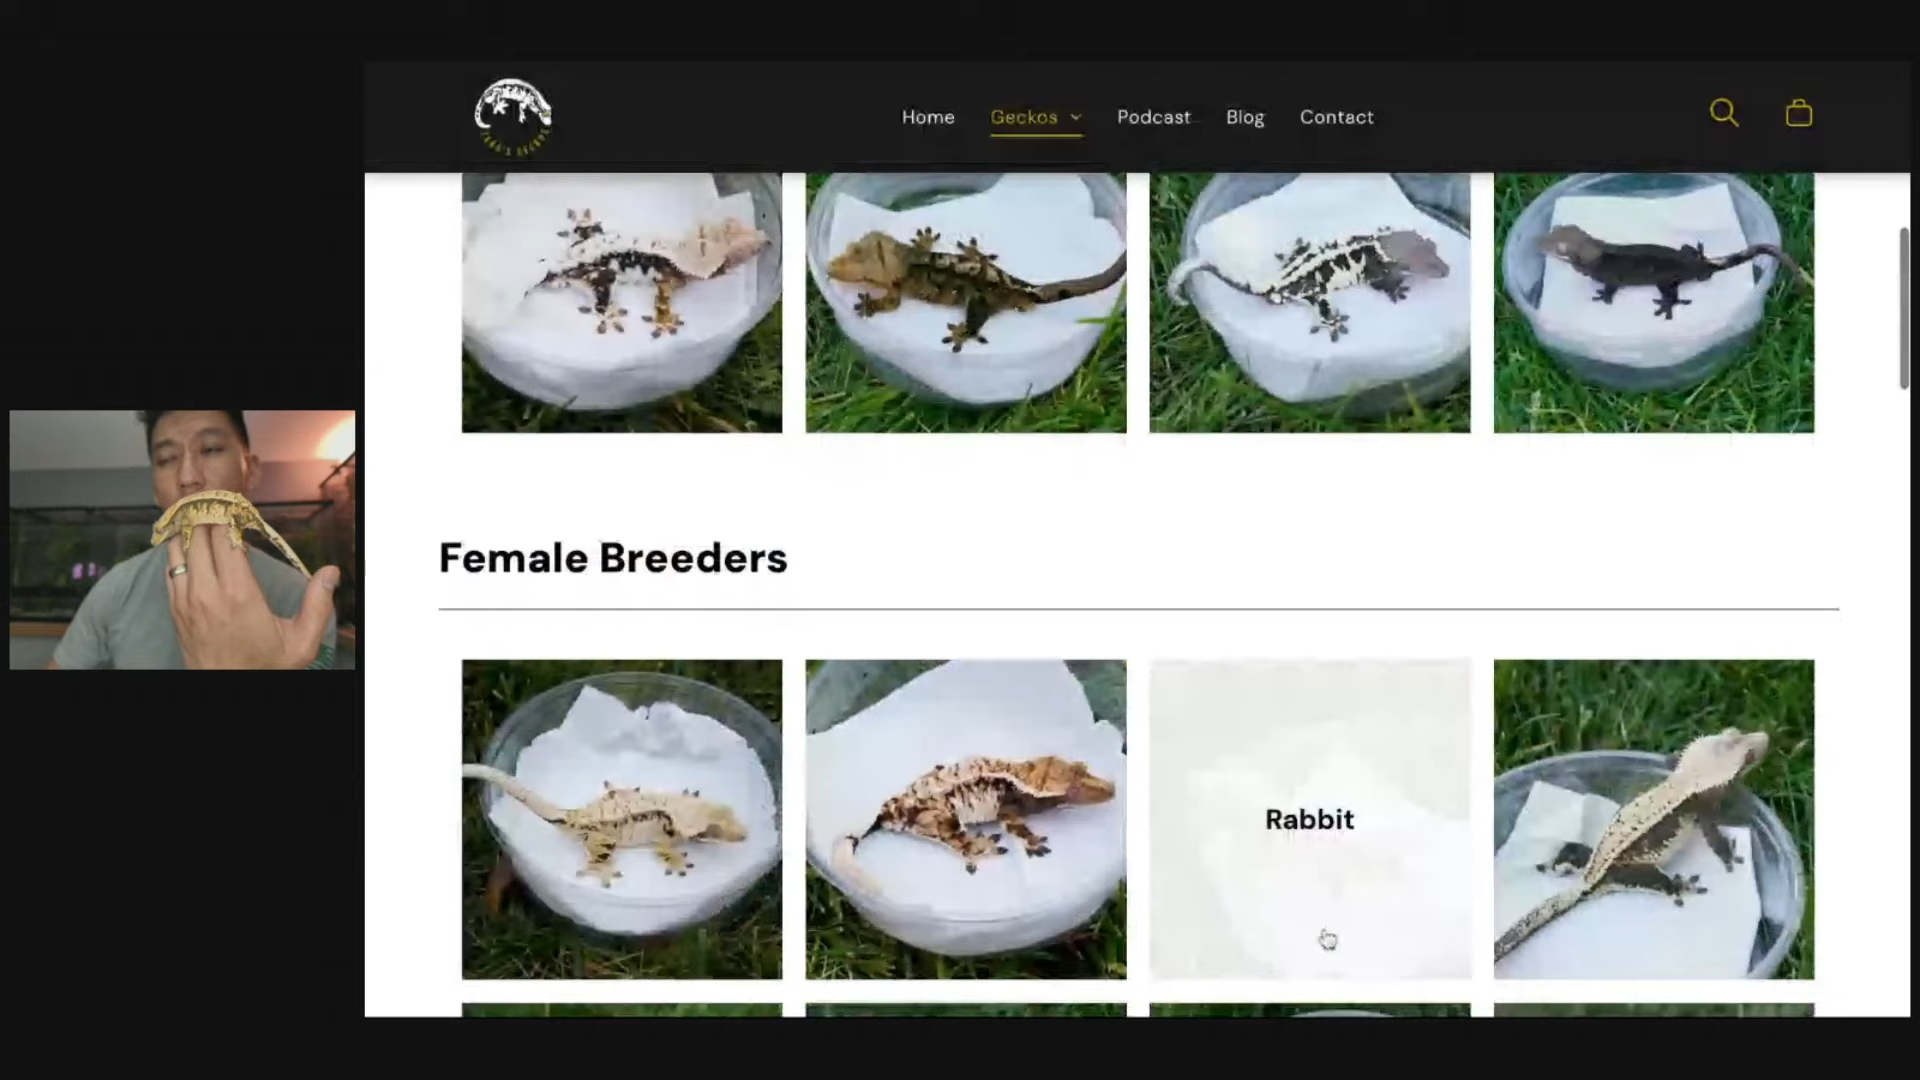 Home
Geckos
Podcast
Blog
Contact
Female Breeders
Rabbit